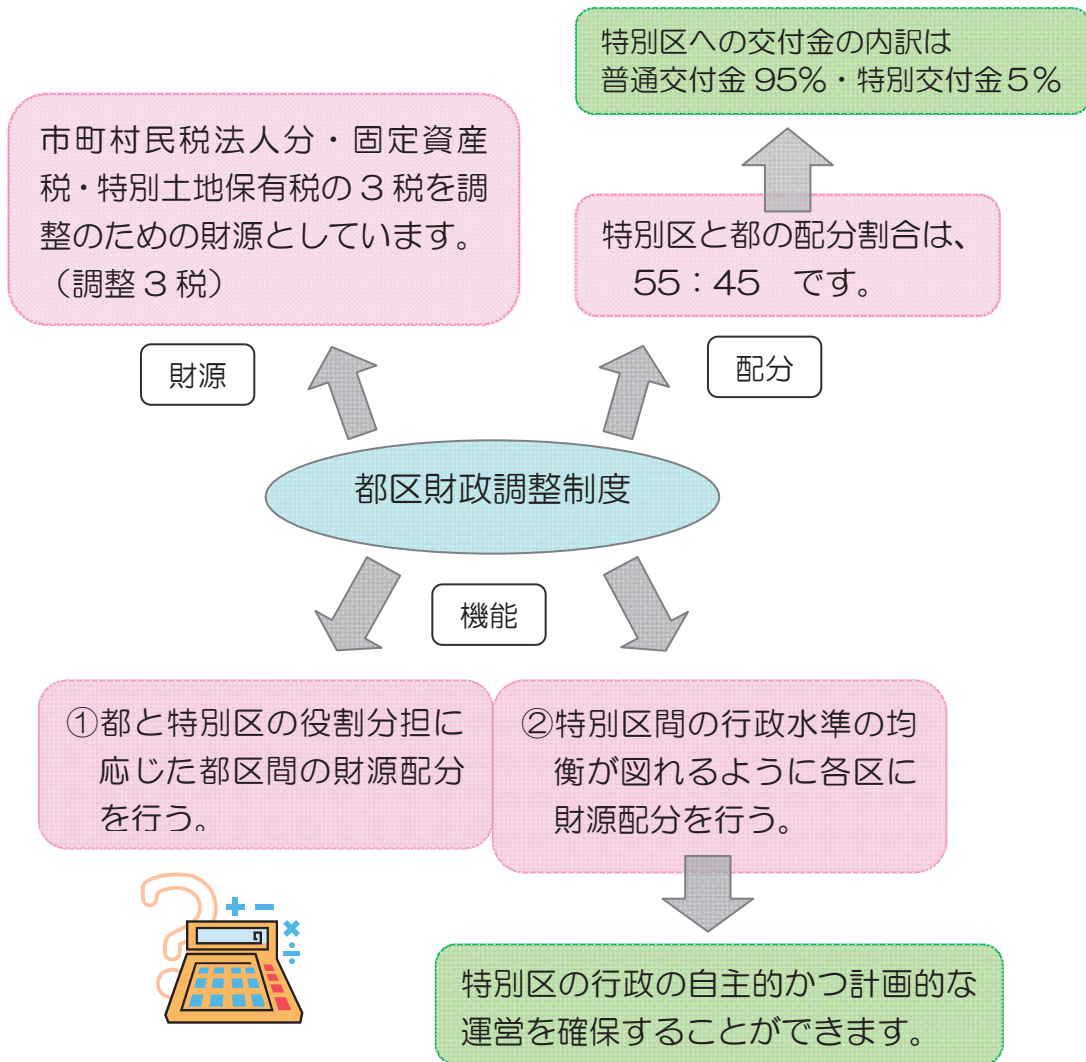 特別区への交付金の内訳は
普通交付金95%・特別交付金5%
市町村民税法人分・固定資産
税・特別土地保有税の3税を調
整のための財源としています。
（調整3税）
特別区と都の配分割合は、
55：45　です。
財源
配分
都区財政調整制度
機能
①都と特別区の役割分担に
応じた都区間の財源配分
を行う。
②特別区間の行政水準の均
衡が図れるように各区に
財源配分を行う。
特別区の行政の自主的かつ計画的な
運営を確保することができます。